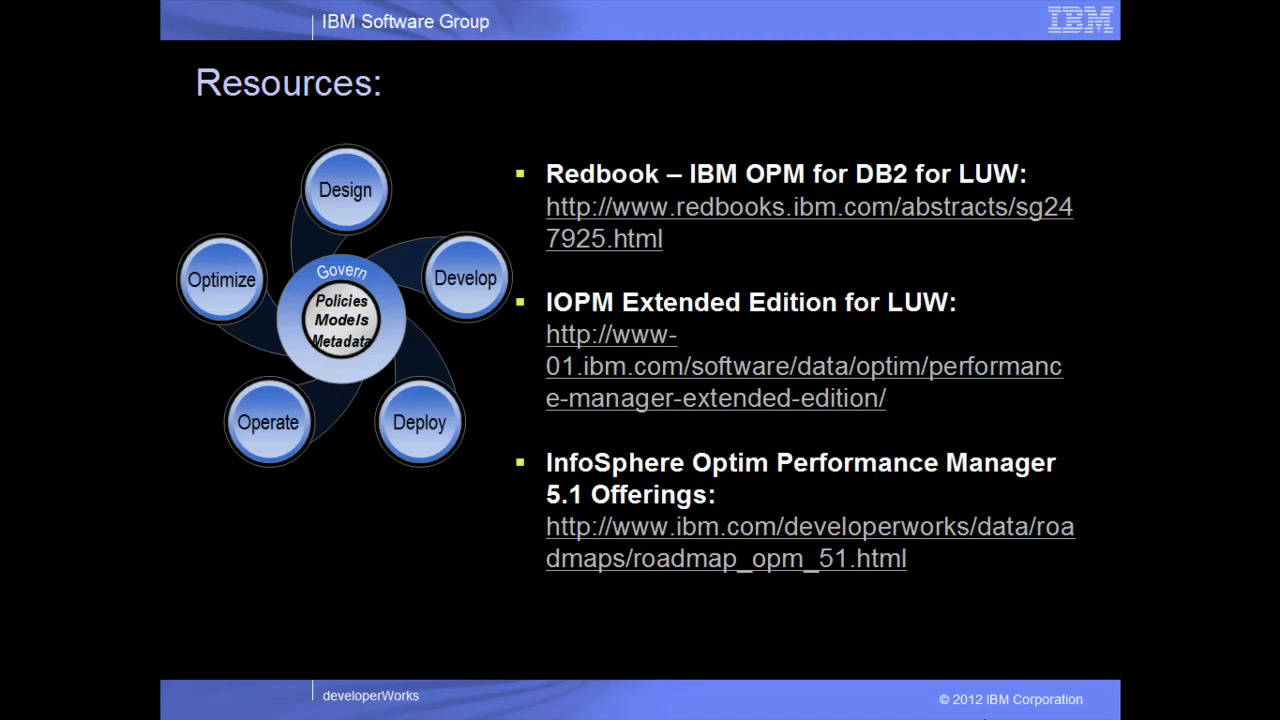 IBM Software Group
IBM
Resources:
Design
Optimize
Develop
Govern
Policies
Models
Metadata
Operate
Deploy
Redbook – IBM OPM for DB2 for LUW:
http://www.redbooks.ibm.com/abstracts/sg24
7925.html
IOPM Extended Edition for LUW:
http://www-
01.ibm.com/software/data/optim/performanc
e-manager-extended-edition/
InfoSphere Optim Performance Manager
5.1 Offerings:
http://www.ibm.com/developerworks/data/roa
dmaps/roadmap_opm_51.html
developerWorks
© 2012 IBM Corporation